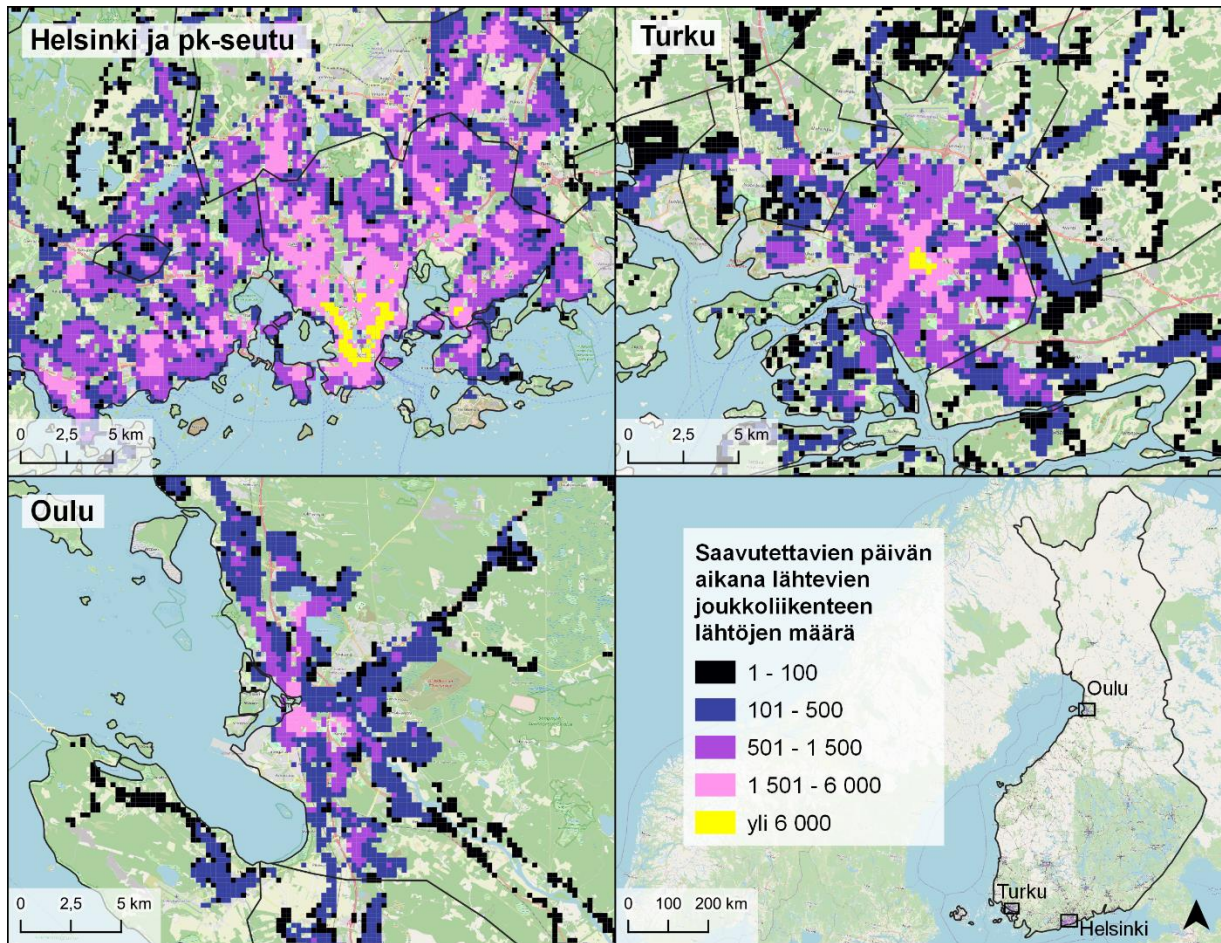 Helsinki ja pk-seutu
0 2,5 5 km
Turku
0 2,5 5 km
Oulu
0 2,5 5 km
Saavutettavien päivän
aikana lähtevien
joukkoliikenteen
lähtöjen määrä
1 - 100
101 - 500
501 - 1 500
1 501 - 6 000
yli 6 000
Oulu
Turku
Helsinki
0 100 200 km